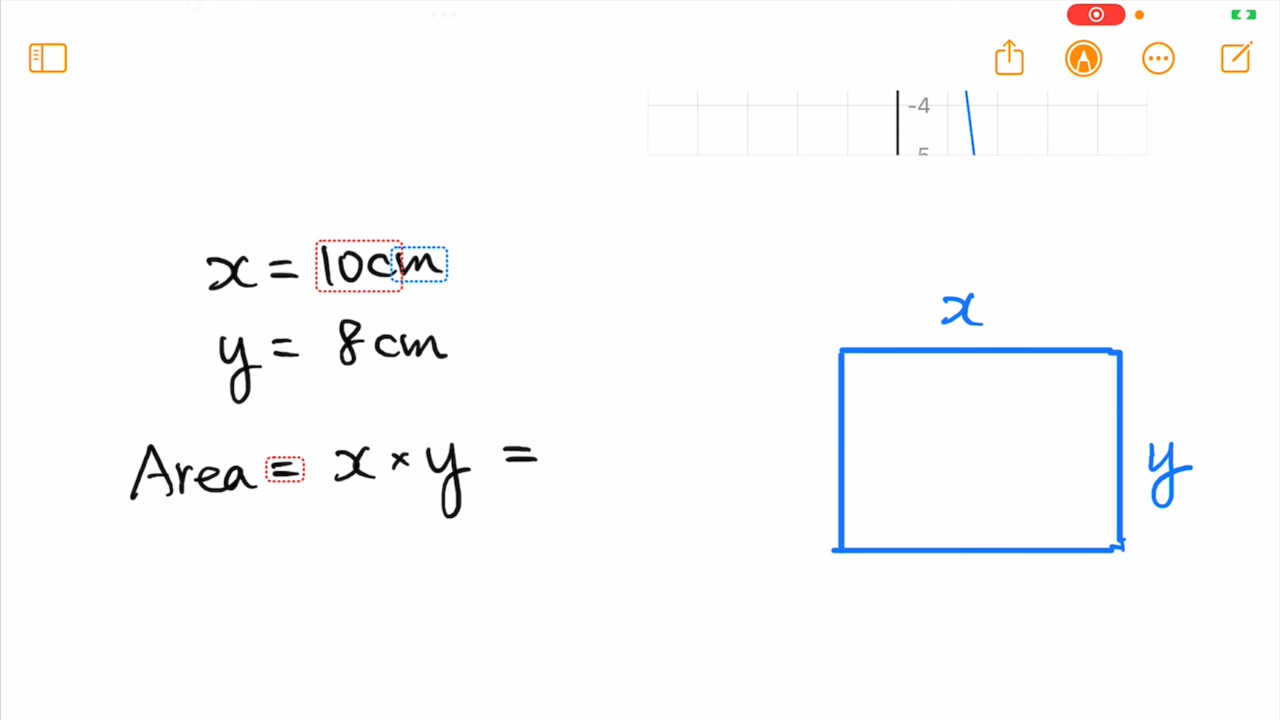 -4
x = 10cm
y = 8cm
Area = x × y =
x
y